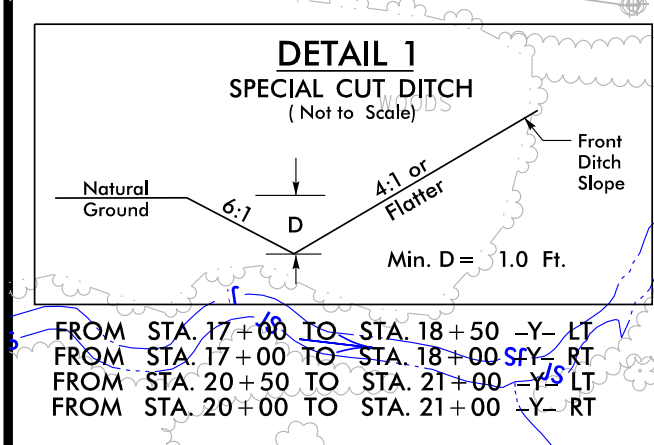 DETAIL 1
SPECIAL CUT DITCH
( Not to Scale)
WOODS
Natural
Ground
6:1
D
4:1 or
Flatter
Front
Ditch
Slope
Min. D = 1.0 Ft.
FROM STA. 17+00 TO STA. 18+50 -Y- LT
FROM STA. 17+00 TO STA. 18+00 -Y- RT
FROM STA. 20+50 TO STA. 21+00 -Y- LT
FROM STA. 20+00 TO STA. 21+00 -Y- RT
JS
JS